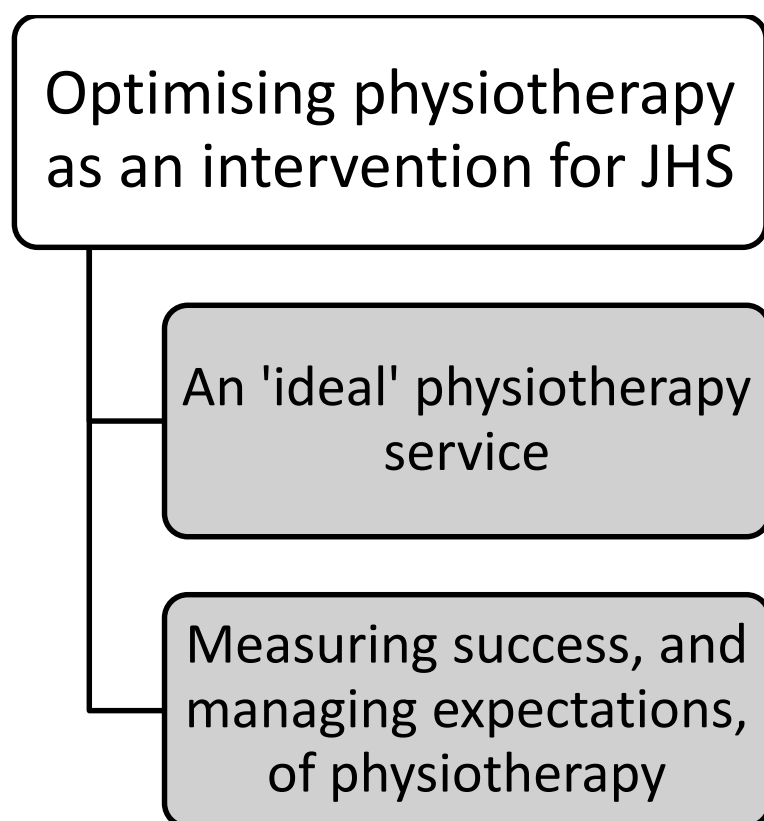 Optimising physiotherapy
as an intervention for JHS
An 'ideal' physiotherapy
service
Measuring success, and
managing expectations,
of physiotherapy